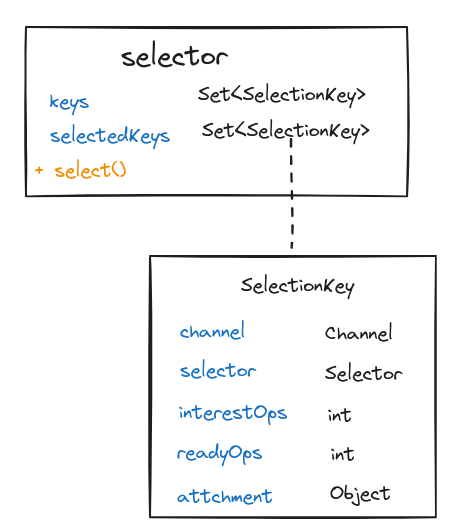 selector
keys Set<SelectionKey>
selectedKeys Set<SelectionKey>
+ select()
SelectionKey
channel Channel
selector Selector
interestOps int
readyOps int
attchment Object